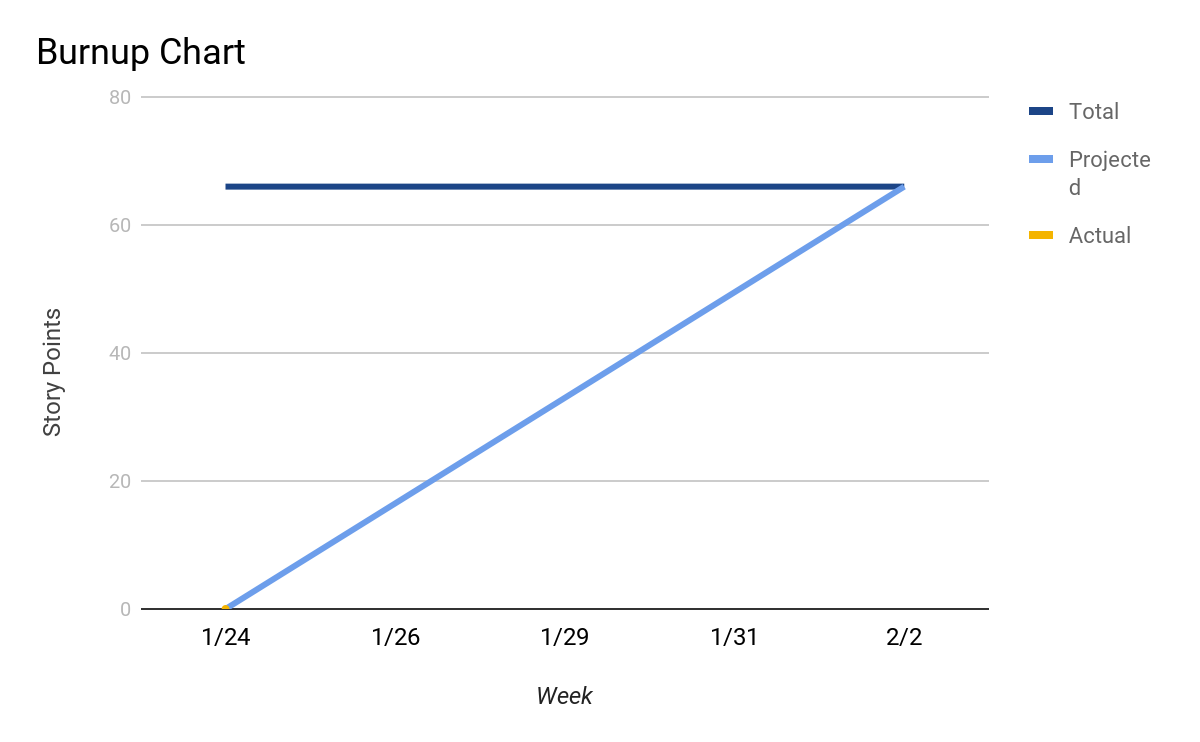 Burnup Chart
80
60
40
20
0
Story Points
1/24 1/26 1/29 1/31 2/2
Week
Total
Projecte
d
Actual